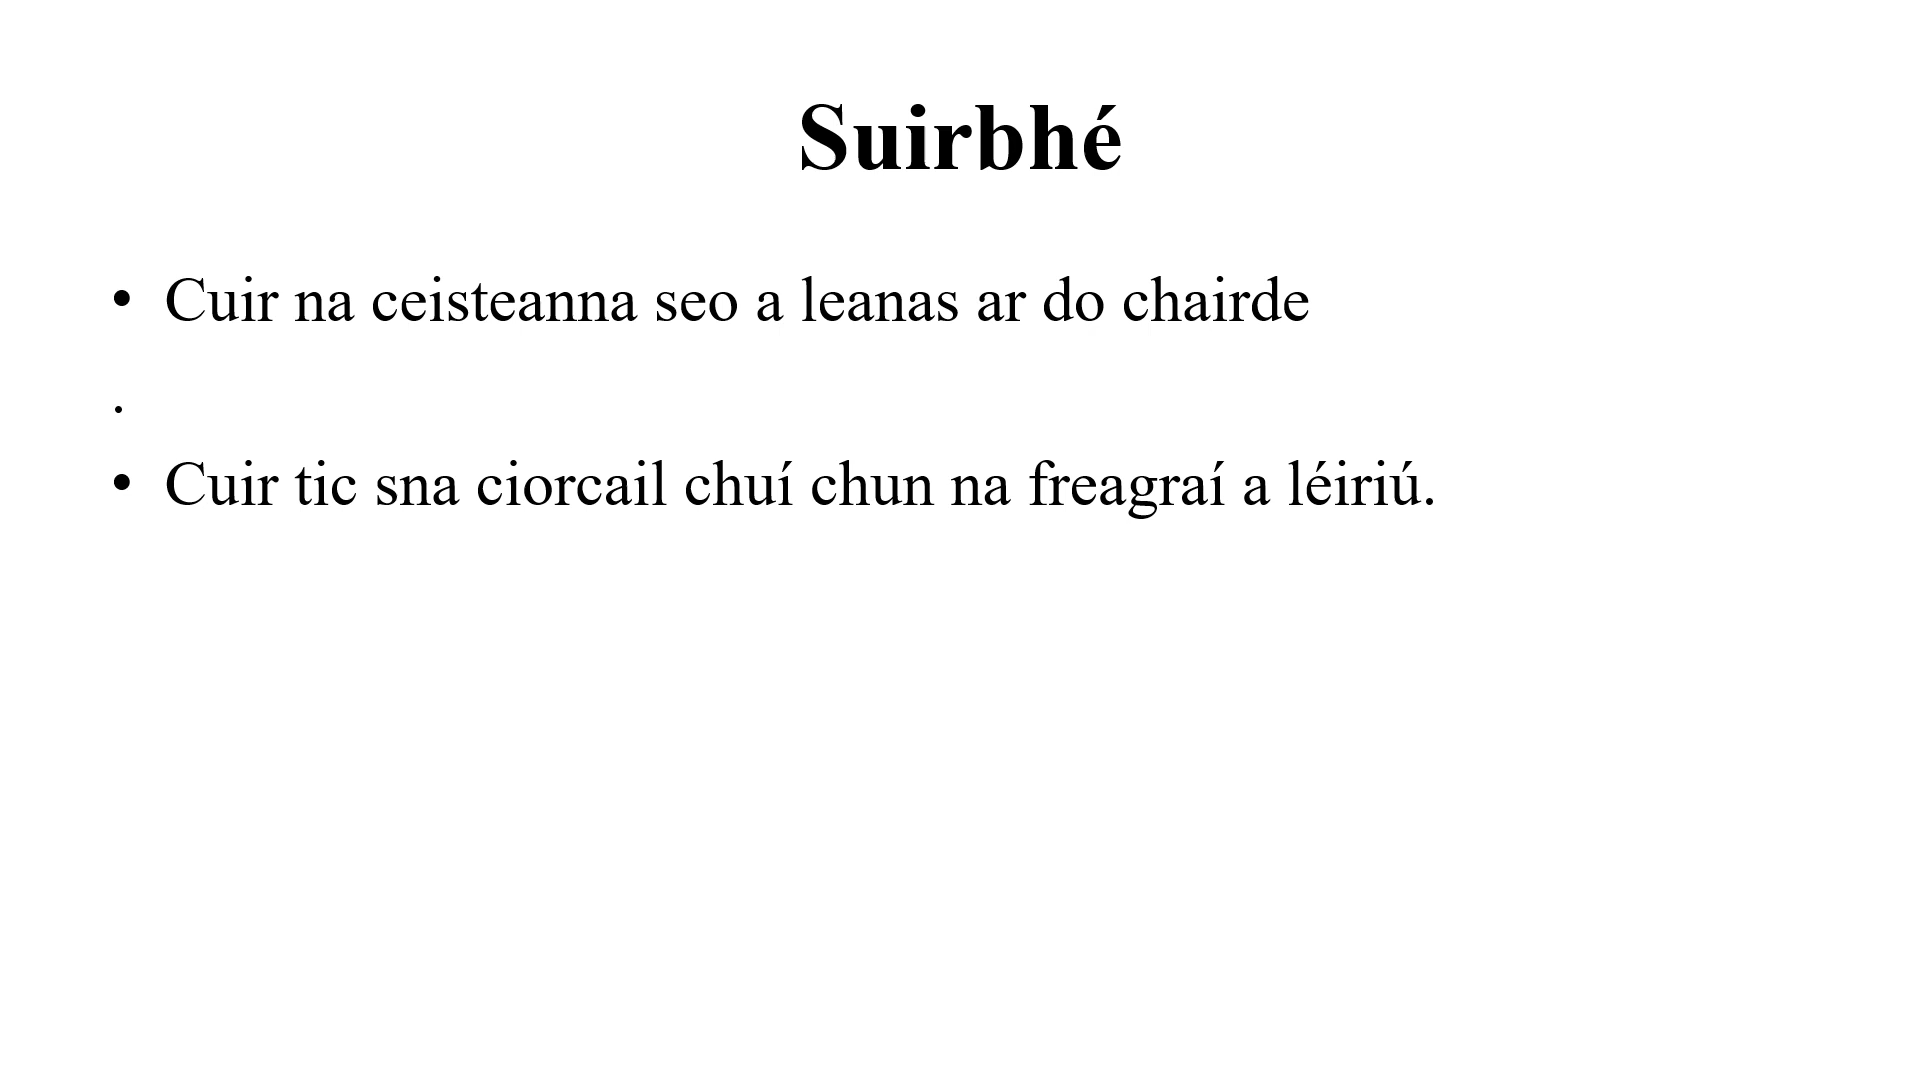 Suirbhé
• Cuir na ceisteanna seo a leanas ar do chairde
.
• Cuir tic sna ciorcail chuí chun na freagraí a léiriú.